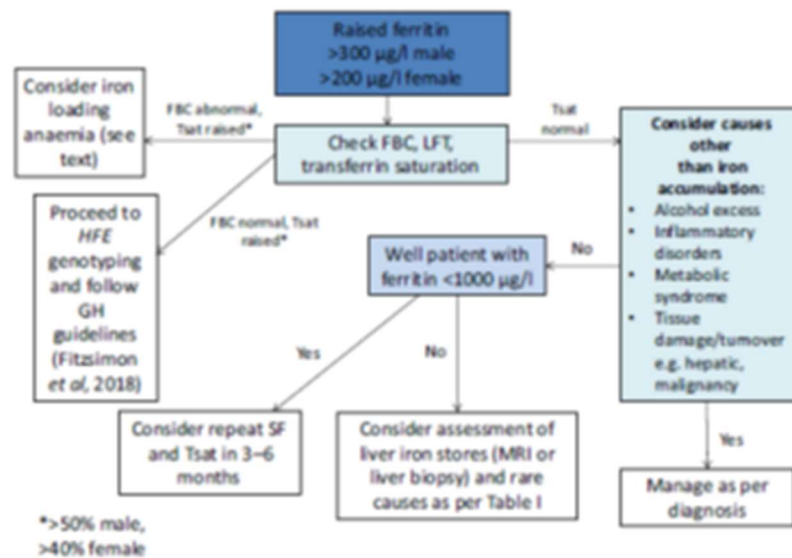 Raised ferritin
>300 µg/l male
>200 µg/l female
Consider iron
loading
anaemia (see
text)
FBC abnormal,
Tsat raised*
Check FBC, LFT,
transferrin saturation
Tsat
normal
Consider causes
other
than iron
accumulation:
• Alcohol excess
• Inflammatory
disorders
• Metabolic
syndrome
• Tissue
damage/turnover
e.g. hepatic,
malignancy
Proceed to
HFE
genotyping
and follow
GH
guidelines
(Fitzsimon
et al, 2018)
FBC normal, Tsat
raised*
Well patient with
ferritin <1000 µg/l
No
Yes
No
Yes
Consider repeat SF
and Tsat in 3–6
months
Consider assessment of
liver iron stores (MRI or
liver biopsy) and rare
causes as per Table I
Manage as per
diagnosis
*>50% male,
>40% female